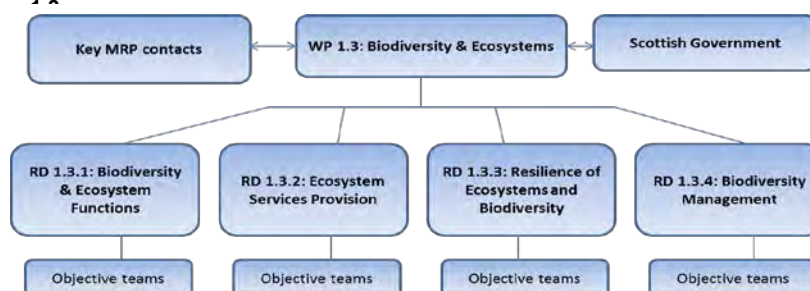 Key MRP contacts
WP 1.3: Biodiversity & Ecosystems
Scottish Government
RD 1.3.1: Biodiversity
& Ecosystem
Functions
RD 1.3.2: Ecosystem
Services Provision
RD 1.3.3: Resilience of
Ecosystems and
Biodiversity
RD 1.3.4: Biodiversity
Management
Objective teams
Objective teams
Objective teams
Objective teams